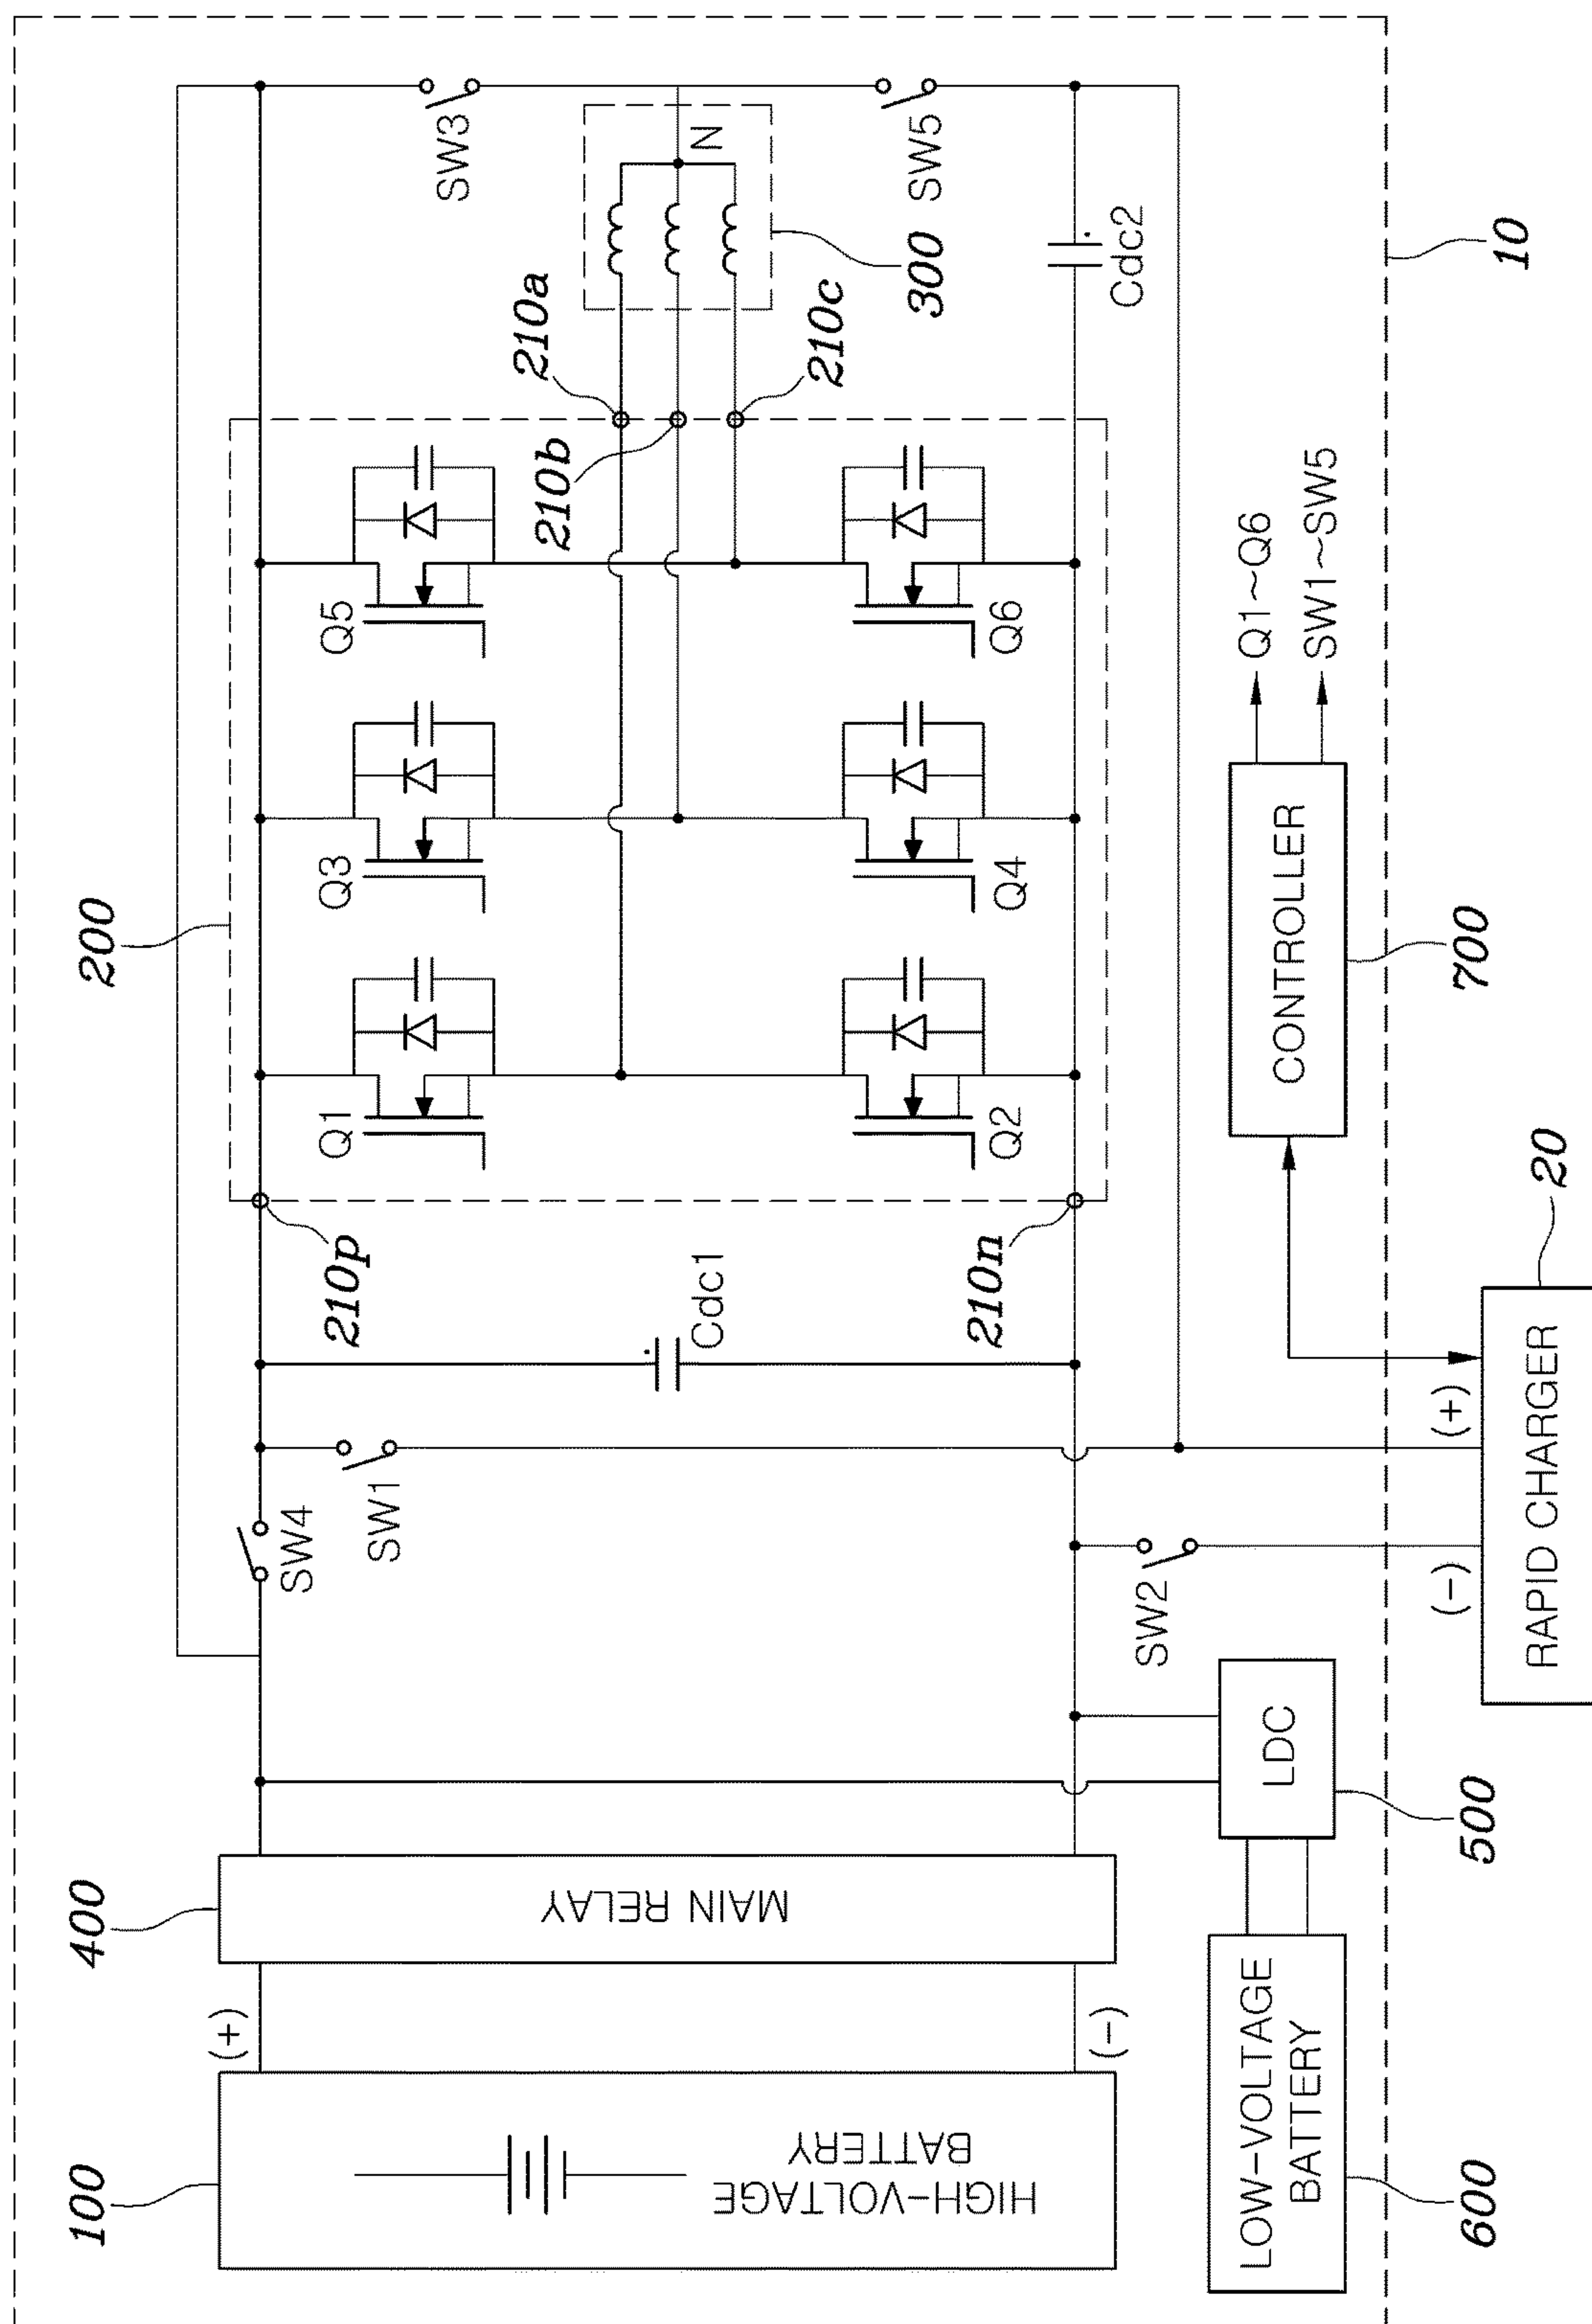 10
200
SW3
N
SW5
300
Cdc2
210a
210b
210c
Q5
Q3
Q1
Q6
Q4
Q2
210p
210n
Cdc1
SW4
SW1
SW2
Q1~Q6
SW1~SW5
CONTROLLER
700
20
(+)
(-)
RAPID CHARGER
LDC
500
400
MAIN RELAY
(+)
(-)
100
HIGH-VOLTAGE
BATTERY
LOW-VOLTAGE
BATTERY
600